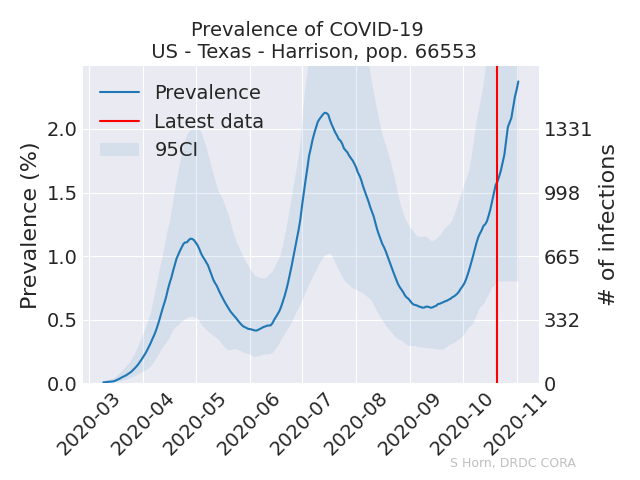 Prevalence of COVID-19
US - Texas - Harrison, pop. 66553
Prevalence
Latest data
95CI
Prevalence (%)
2.0
1.5
1.0
0.5
0.0
1331
998
665
332
0
# of infections
2020-03
2020-04
2020-05
2020-06
2020-07
2020-08
2020-09
2020-10
2020-11
S Horn, DRDC CORA